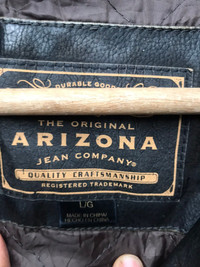 DURABLE GOODS
THE ORIGINAL
ARIZONA
JEAN COMPANY®
QUALITY CRAFTSMANSHIP
REGISTERED TRADEMARK
L/G
MADE IN CHINA